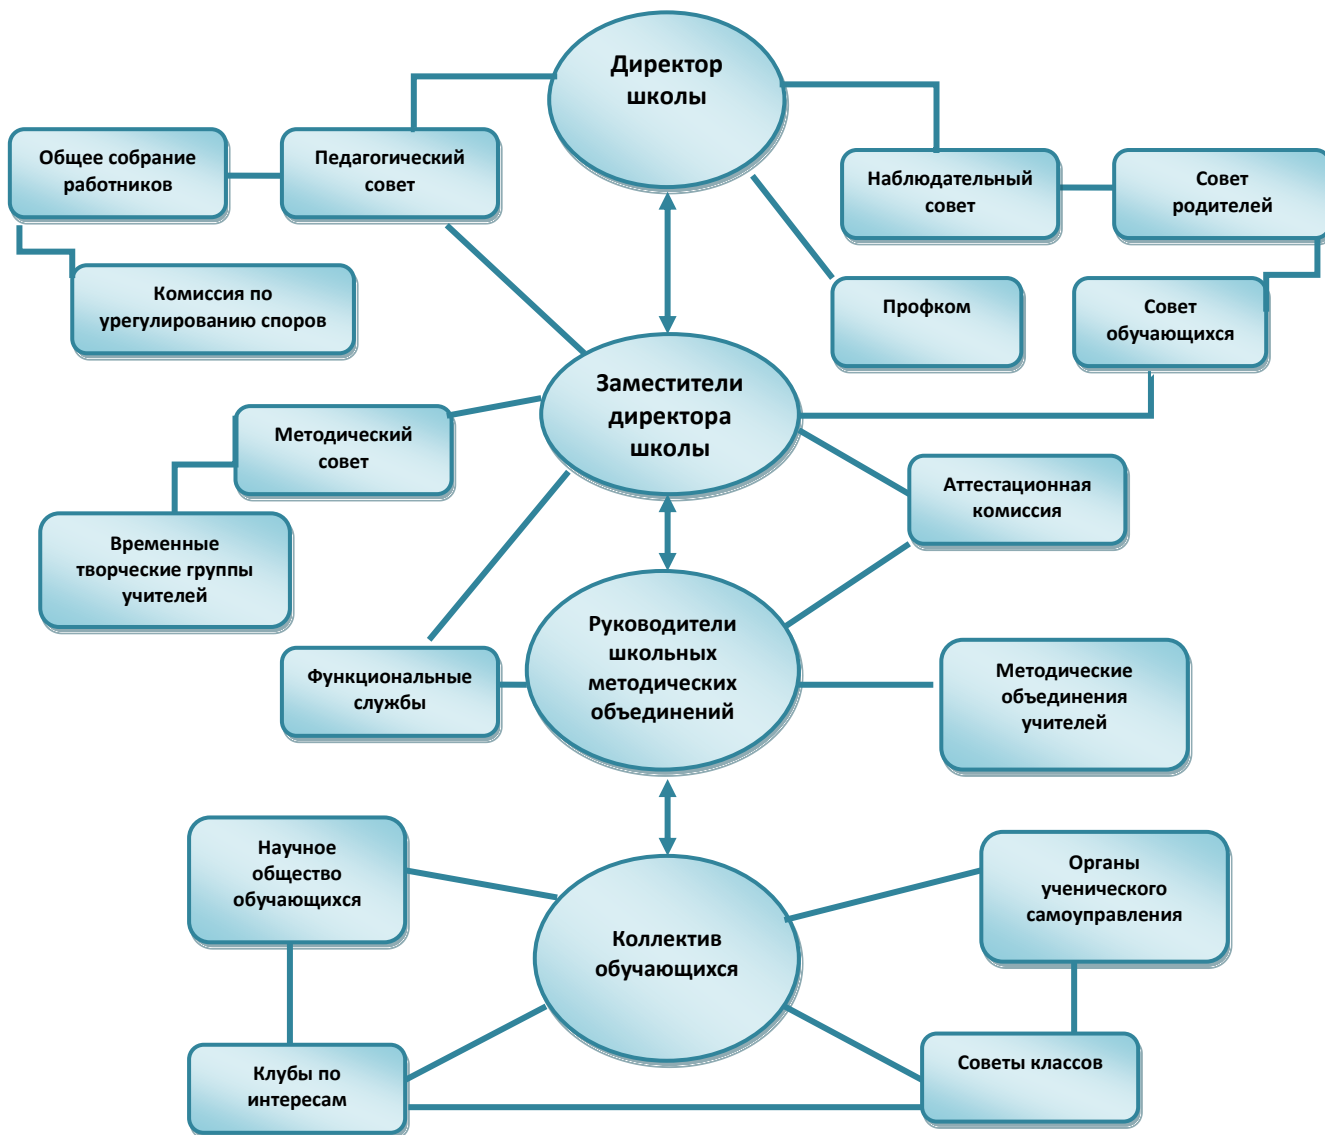 Директор
школы
Общее собрание
работников
Педагогический
совет
Наблюдательный
совет
Совет
родителей
Комиссия по
урегулированию споров
Профком
Совет
обучающихся
Заместители
директора
школы
Методический
совет
Аттестационная
комиссия
Временные
творческие группы
учителей
Руководители
школьных
методических
объединений
Функциональные
службы
Методические
объединения
учителей
Научное
общество
обучающихся
Органы
ученического
самоуправления
Коллектив
обучающихся
Клубы по
интересам
Советы классов